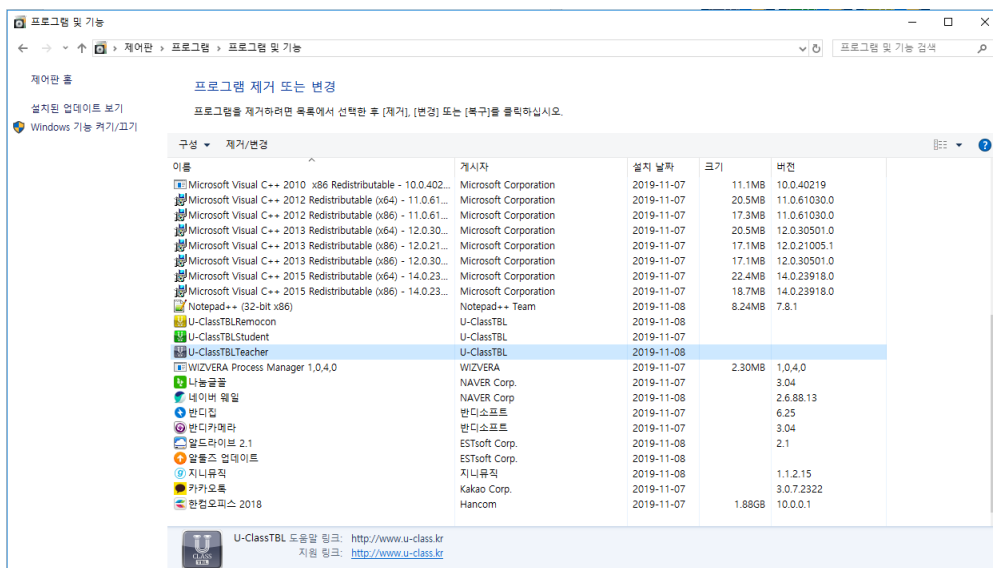 프로그램 및 기능
제어판 › 프로그램 › 프로그램 및 기능
프로그램 및 기능 검색
제어판 홈
설치된 업데이트 보기
Windows 기능 켜기/끄기
프로그램 제거 또는 변경
프로그램을 제거하려면 목록에서 선택한 후 [제거], [변경] 또는 [복구]를 클릭하십시오.
구성 제거/변경
이름 게시자 설치 날짜 크기 버전
Microsoft Visual C++ 2010 x86 Redistributable - 10.0.402... Microsoft Corporation 2019-11-07 11.1MB 10.0.40219
Microsoft Visual C++ 2012 Redistributable (x64) - 11.0.61... Microsoft Corporation 2019-11-07 20.5MB 11.0.61030.0
Microsoft Visual C++ 2012 Redistributable (x86) - 11.0.61... Microsoft Corporation 2019-11-07 17.3MB 11.0.61030.0
Microsoft Visual C++ 2013 Redistributable (x64) - 12.0.30... Microsoft Corporation 2019-11-07 20.5MB 12.0.30501.0
Microsoft Visual C++ 2013 Redistributable (x86) - 12.0.21... Microsoft Corporation 2019-11-07 17.1MB 12.0.21005.1
Microsoft Visual C++ 2013 Redistributable (x86) - 12.0.30... Microsoft Corporation 2019-11-07 17.1MB 12.0.30501.0
Microsoft Visual C++ 2015 Redistributable (x64) - 14.0.23... Microsoft Corporation 2019-11-07 22.4MB 14.0.23918.0
Microsoft Visual C++ 2015 Redistributable (x86) - 14.0.23... Microsoft Corporation 2019-11-07 18.7MB 14.0.23918.0
Notepad++ (32-bit x86) Notepad++ Team 2019-11-08 8.24MB 7.8.1
U-ClassTBLRemocon U-ClassTBL 2019-11-08
U-ClassTBLStudent U-ClassTBL 2019-11-07
U-ClassTBLTeacher U-ClassTBL 2019-11-08
WIZVERA Process Manager 1,0,4,0 WIZVERA 2019-11-07 2.30MB 1,0,4,0
나눔글꼴 NAVER Corp. 2019-11-07 3.04
네이버 웨일 NAVER Corp 2019-11-08 2.6.88.13
반디집 반디소프트 2019-11-07 6.25
반디카메라 반디소프트 2019-11-07 3.04
알드라이브 2.1 ESTsoft Corp. 2019-11-08 2.1
알툴즈 업데이트 ESTsoft Corp. 2019-11-08
지니뮤직 지니뮤직 2019-11-08 1.1.2.15
카카오톡 Kakao Corp. 2019-11-07 3.0.7.2322
한컴오피스 2018 Hancom 2019-11-07 1.88GB 10.0.0.1
U-ClassTBL 도움말 링크: http://www.u-class.kr
지원 링크: http://www.u-class.kr
U
CLASS
TBL